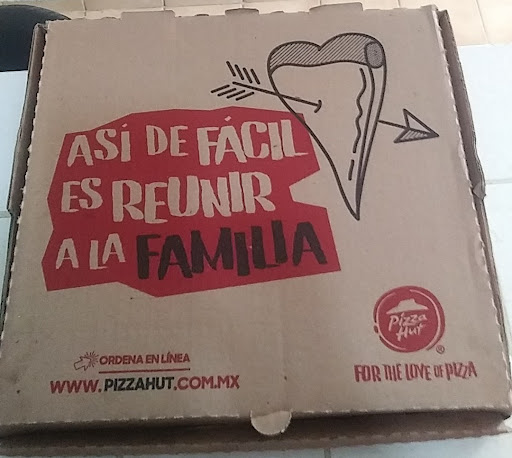 ASÍ DE FÁCIL
ES REUNIR
A LA FAMILIA
Pizza
Hut
®
FOR THE LOVE OF PIZZA
ORDENA EN LÍNEA
WWW.PIZZAHUT.COM.MX